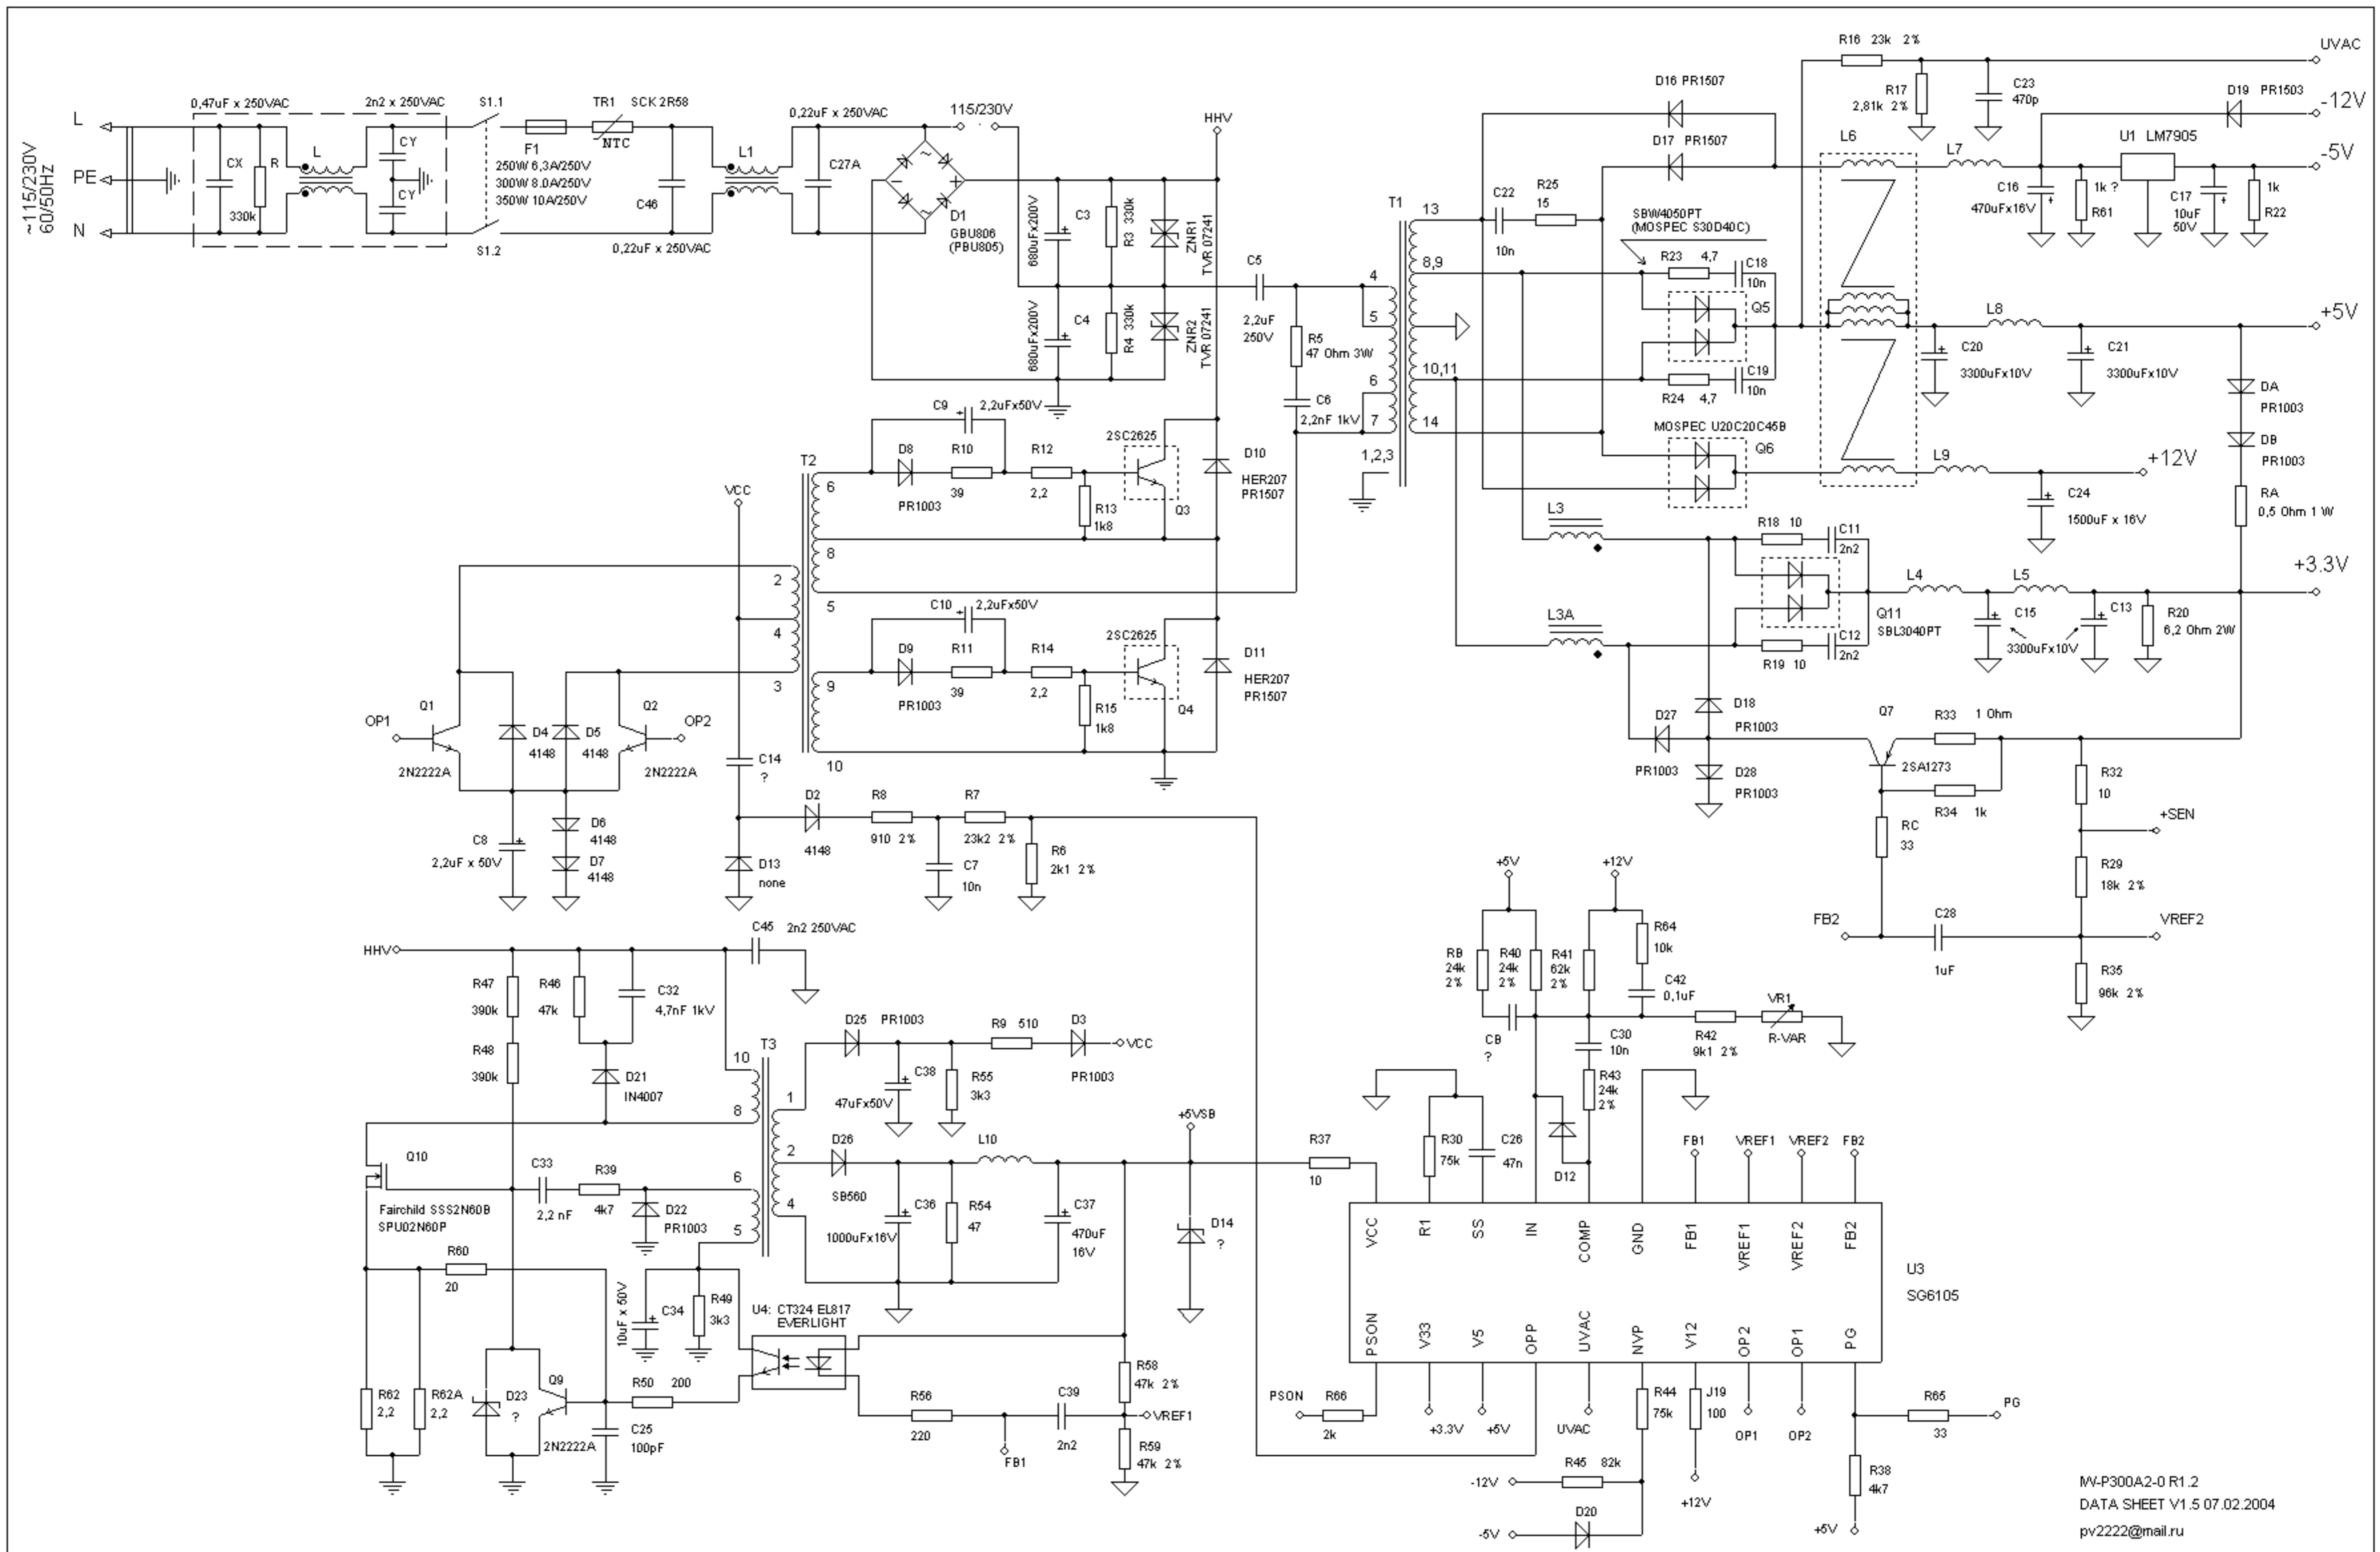 ~115/230V
60/50Hz
L
PE
N
0,47uF x 250VAC
CX
R
330k
L
2n2 x 250VAC
CY
CY
S1.1
S1.2
F1
250W 6,3A/250V
300W 8.0A/250V
350W 10A/250V
TR1 SCK 2R58
NTC
C46
0,22uF x 250VAC
L1
0,22uF x 250VAC
C27A
115/230V
D1
GBU806
(PBU805)
680uFx200V
C3
R3 330k
ZNR1
TVR 07241
680uFx200V
C4
R4 330k
ZNR2
TVR 07241
HHV
C5
2,2uF
250V
R5
47 Ohm 3W
C6
2,2nF 1kV
T1
4
5
6
7
1,2,3
13
8,9
10,11
14
D16 PR1507
D17 PR1507
C22
10n
R25
15
SBW4050PT
(MOSPEC S30D40C)
R23 4,7
C18
10n
Q5
C19
10n
R24 4,7
MOSPEC U20C20C45B
Q6
R16 23k 2%
R17
2,81k 2%
C23
470p
UVAC
D19 PR1503
-12V
L6
L7
U1 LM7905
-5V
C16
470uFx16V
1k ?
R61
C17
10uF
50V
1k
R22
L8
+5V
C20
3300uFx10V
C21
3300uFx10V
DA
PR1003
DB
PR1003
RA
0,5 Ohm 1 W
L9
+12V
C24
1500uF x 16V
L3
L3A
R18 10
C11
2n2
Q11
SBL3040PT
R19 10
C12
2n2
L4
L5
+3.3V
C15
C13
3300uFx10V
R20
6,2 Ohm 2W
D27
PR1003
D18
PR1003
D28
PR1003
Q7
2SA1273
R33 1 Ohm
R34 1k
RC
33
R32
10
+SEN
R29
18k 2%
FB2
C28
1uF
VREF2
R35
96k 2%
C9 2,2uFx50V
D8
PR1003
R10
39
R12
2,2
R13
1k8
2SC2625
Q3
D10
HER207
PR1507
T2
6
8
5
9
10
2
4
3
C10 2,2uFx50V
D9
PR1003
R11
39
R14
2,2
R15
1k8
2SC2625
Q4
D11
HER207
PR1507
VCC
OP1
Q1
2N2222A
D4
4148
D5
4148
Q2
OP2
2N2222A
C8
2,2uF x 50V
D6
4148
D7
4148
C14
?
D13
none
D2
4148
R8
910 2%
C7
10n
R7
23k2 2%
R6
2k1 2%
HHV
C45 2n2 250VAC
R47
390k
R48
390k
R46
47k
C32
4,7nF 1kV
D21
IN4007
T3
10
8
6
5
1
2
4
D25 PR1003
R9 510
D3
PR1003
VCC
C38
47uFx50V
R55
3k3
D26
SB560
L10
+5VSB
C36
1000uFx16V
R54
47
C37
470uF
16V
D14
?
Q10
Fairchild SSS2N60B
SPU02N60P
C33
2,2 nF
R39
4k7
D22
PR1003
R60
20
10uF x 50V
C34
R49
3k3
U4: CT324 EL817
EVERLIGHT
R62
2,2
R62A
2,2
D23
?
Q9
2N2222A
R50 200
C25
100pF
R56
220
FB1
C39
2n2
R58
47k 2%
VREF1
R59
47k 2%
+5V
+12V
RB
24k
2%
R40
24k
2%
R41
62k
2%
R64
10k
C42
0,1uF
CB
?
C30
10n
R42
9k1 2%
VR1
R-VAR
R43
24k
2%
D12
R37
10
R30
75k
C26
47n
FB1
VREF1
VREF2
FB2
VCC
R1
SS
IN
COMP
GND
FB1
VREF1
VREF2
FB2
U3
SG6105
PSON
V33
V5
OPP
UVAC
NVP
V12
OP2
OP1
PG
PSON
R66
2k
+3.3V
+5V
UVAC
R44
75k
J19
100
OP1
OP2
R65
33
PG
R45 82k
-12V
+12V
D20
-5V
R38
4k7
+5V
IW-P300A2-0 R1.2
DATA SHEET V1.5 07.02.2004
pv2222@mail.ru